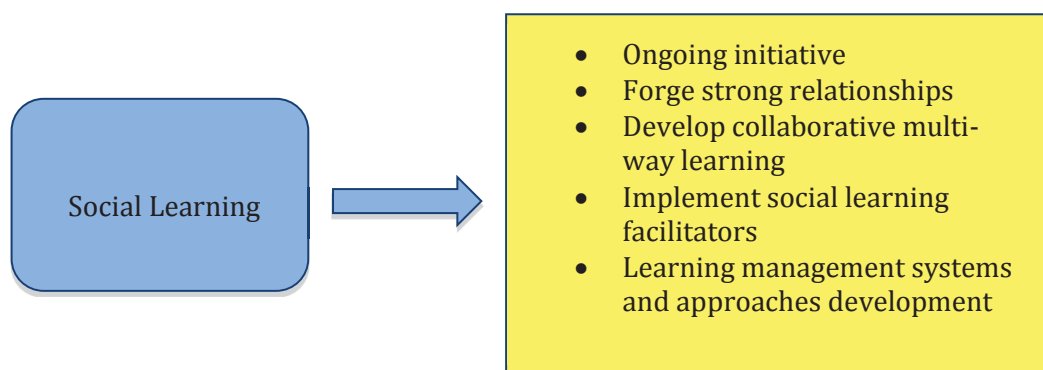 Social Learning
• Ongoing initiative
• Forge strong relationships
• Develop collaborative multi-
way learning
• Implement social learning
facilitators
• Learning management systems
and approaches development